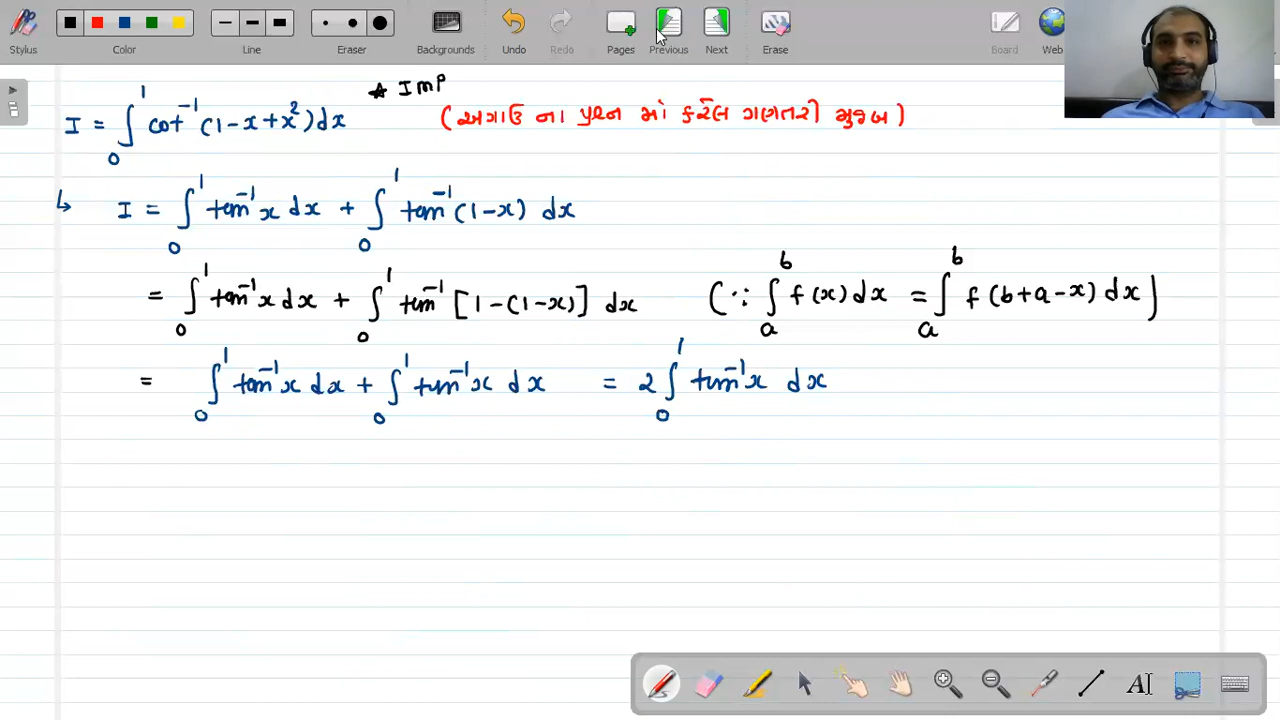 Stylus Color Line Eraser Backgrounds Undo Redo Pages Previous Next Erase Board Web
★ IMP
I = ∫₀¹ cot⁻¹ (1-x+x²) dx (અગાઉ ના પ્રશ્ન માં કરેલ ગણતરી મુજબ)
↳ I = ∫₀¹ tan⁻¹x dx + ∫₀¹ tan⁻¹(1-x) dx
= ∫₀¹ tan⁻¹x dx + ∫₀¹ tan⁻¹ [1-(1-x)] dx (∵ ∫ₐᵇ f(x) dx = ∫ₐᵇ f(b+a-x) dx)
= ∫₀¹ tan⁻¹x dx + ∫₀¹ tan⁻¹x dx = 2 ∫₀¹ tan⁻¹x dx